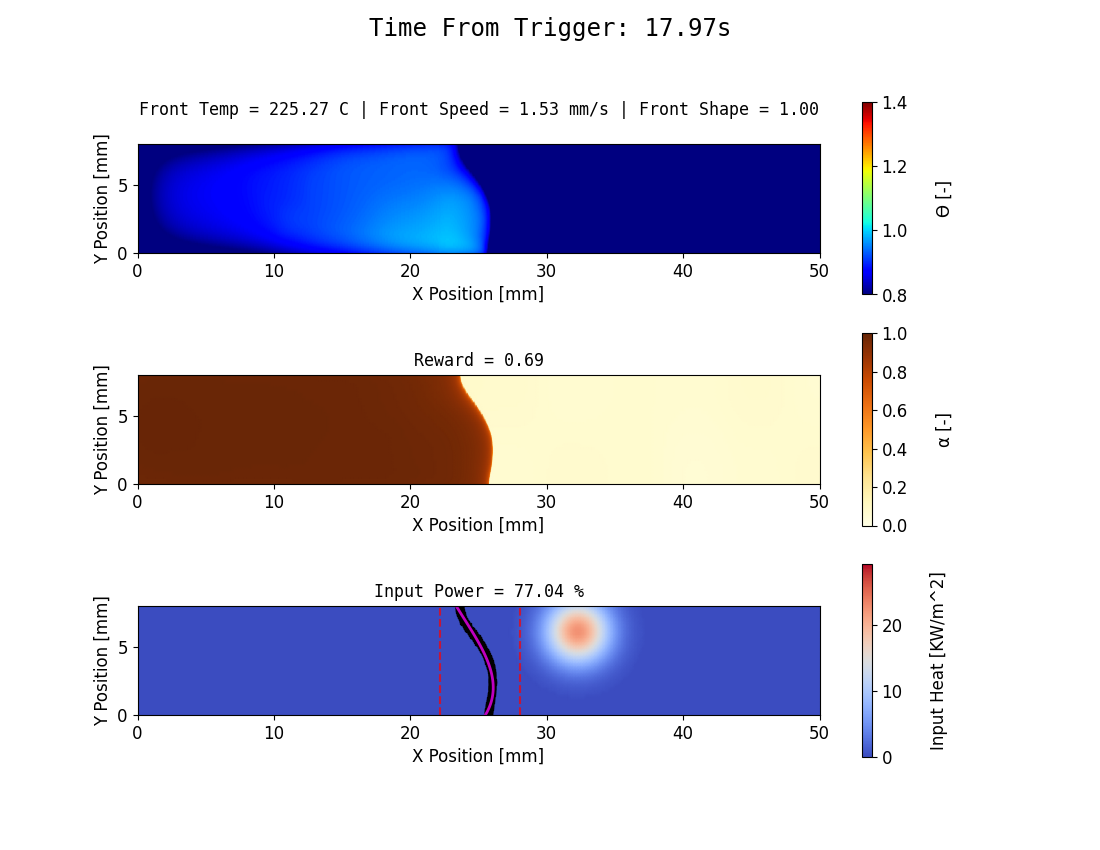 Time From Trigger: 17.97s
Front Temp = 225.27 C | Front Speed = 1.53 mm/s | Front Shape = 1.00
Y Position [mm]
5
0
0 10 20 30 40 50
X Position [mm]
1.4
1.2
1.0
0.8
Θ [-]
Reward = 0.69
Y Position [mm]
5
0
0 10 20 30 40 50
X Position [mm]
1.0
0.8
0.6
0.4
0.2
0.0
α [-]
Input Power = 77.04 %
Y Position [mm]
5
0
0 10 20 30 40 50
X Position [mm]
20
10
0
Input Heat [KW/m^2]